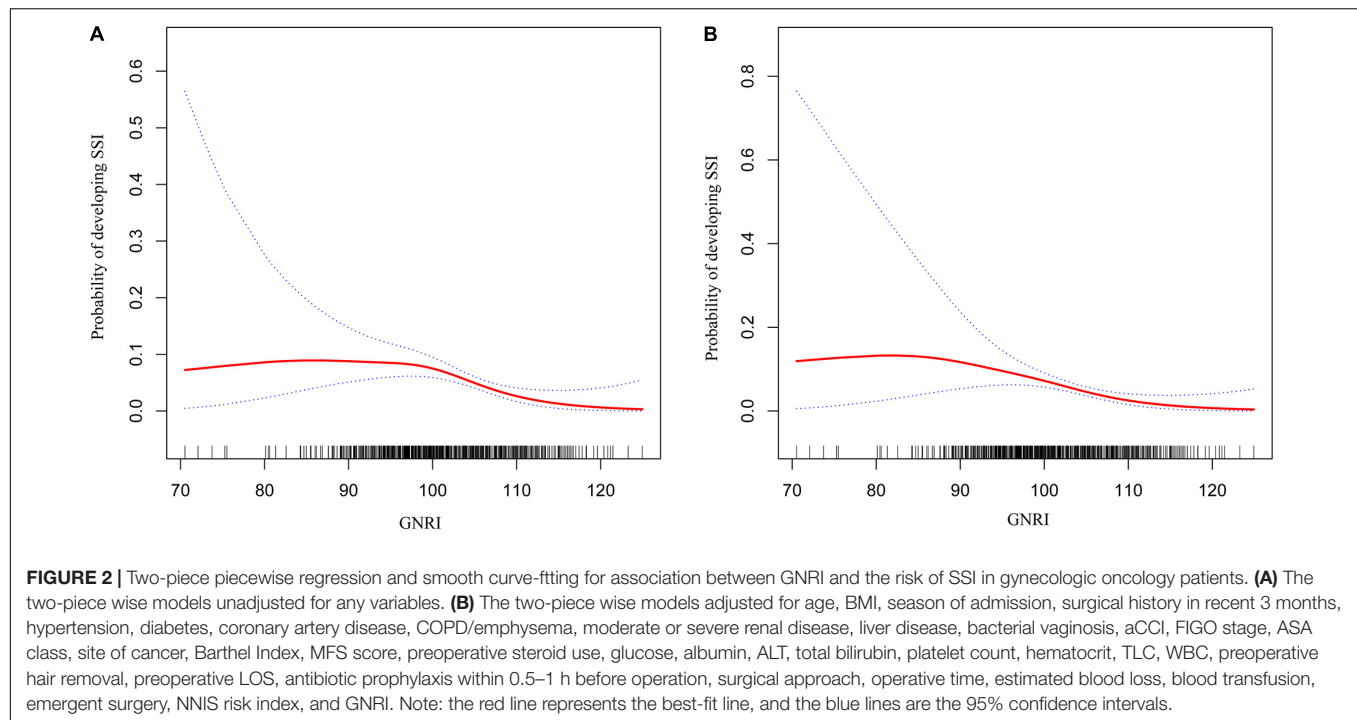 A
Probability of developing SSI
0.6
0.5
0.4
0.3
0.2
0.1
0.0
70 80 90 100 110 120
GNRI
B
Probability of developing SSI
0.8
0.6
0.4
0.2
0.0
70 80 90 100 110 120
GNRI
FIGURE 2 | Two-piece piecewise regression and smooth curve-ftting for association between GNRI and the risk of SSI in gynecologic oncology patients. (A) The
two-piece wise models unadjusted for any variables. (B) The two-piece wise models adjusted for age, BMI, season of admission, surgical history in recent 3 months,
hypertension, diabetes, coronary artery disease, COPD/emphysema, moderate or severe renal disease, liver disease, bacterial vaginosis, aCCI, FIGO stage, ASA
class, site of cancer, Barthel Index, MFS score, preoperative steroid use, glucose, albumin, ALT, total bilirubin, platelet count, hematocrit, TLC, WBC, preoperative
hair removal, preoperative LOS, antibiotic prophylaxis within 0.5–1 h before operation, surgical approach, operative time, estimated blood loss, blood transfusion,
emergent surgery, NNIS risk index, and GNRI. Note: the red line represents the best-fit line, and the blue lines are the 95% confidence intervals.